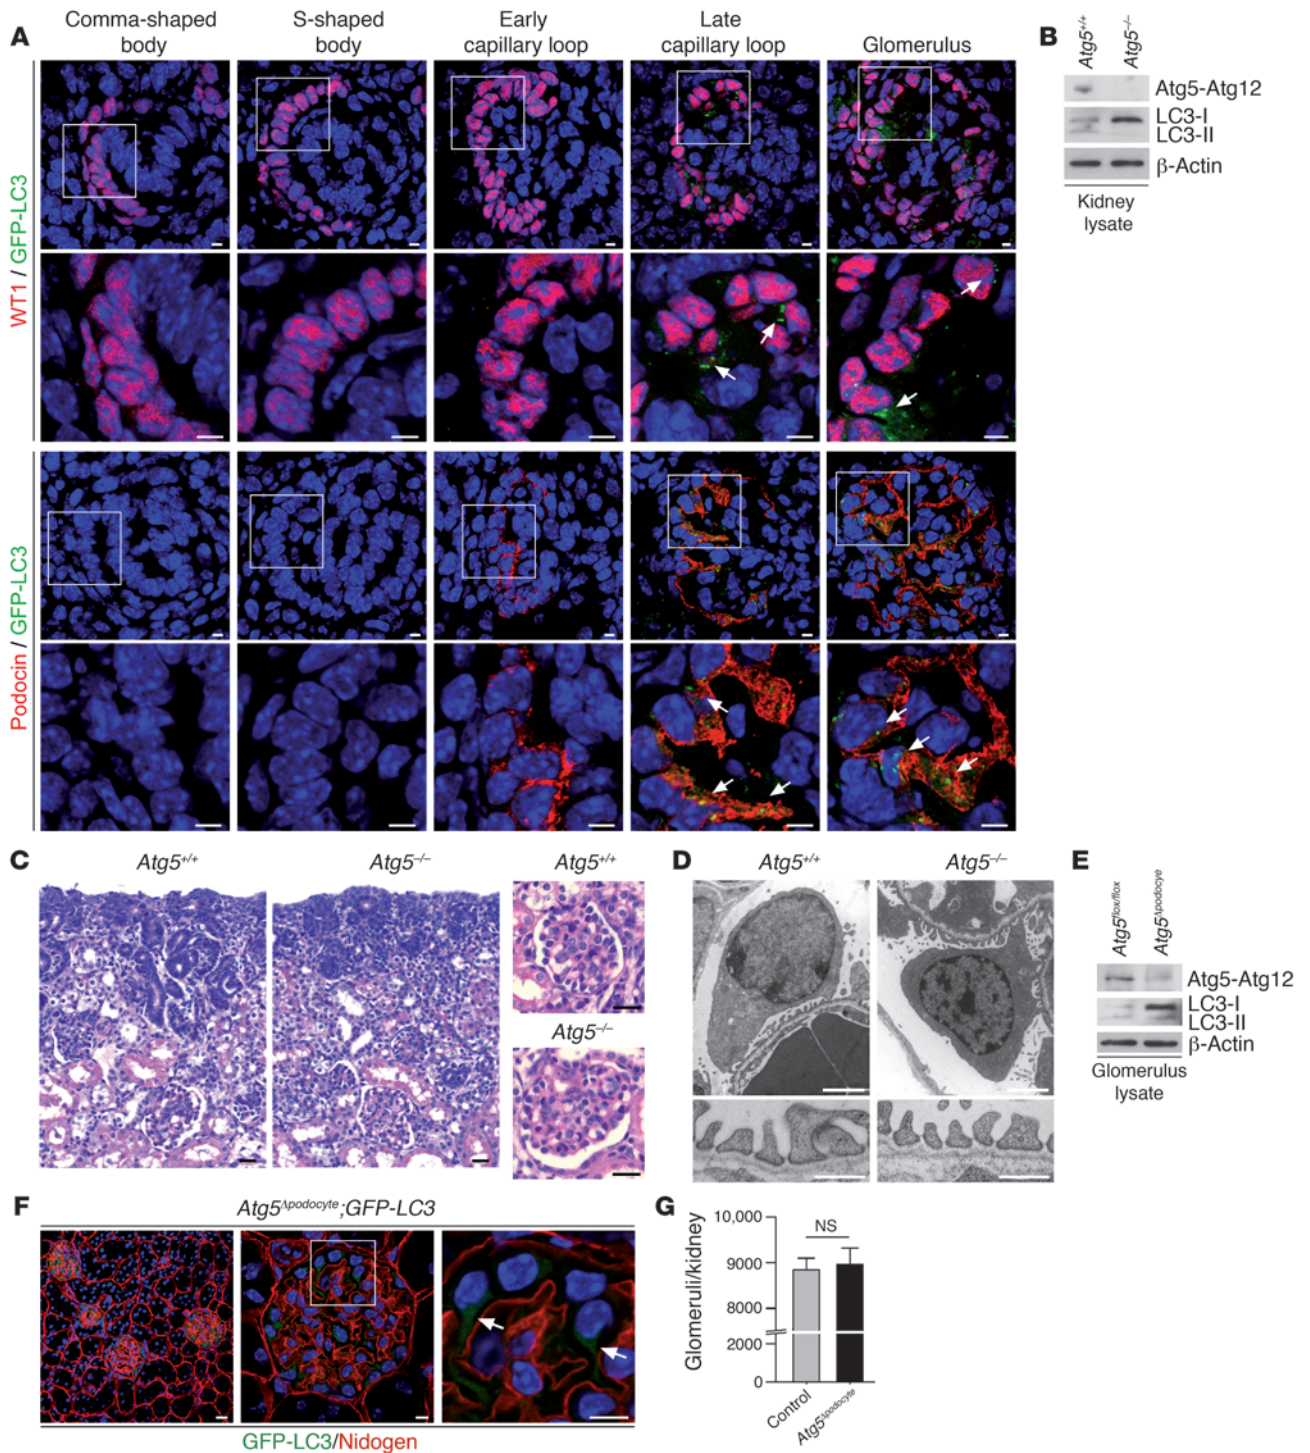 A
Comma-shaped body
S-shaped body
Early capillary loop
Late capillary loop
Glomerulus
WT1 / GFP-LC3
Podocin / GFP-LC3
B
Atg5+/+
Atg5–/–
Atg5-Atg12
LC3-I
LC3-II
β-Actin
Kidney
lysate
C
Atg5+/+
Atg5–/–
Atg5+/+
Atg5–/–
D
Atg5+/+
Atg5–/–
E
Atg5flox/flox
Atg5Δpodocye
Atg5-Atg12
LC3-I
LC3-II
β-Actin
Glomerulus
lysate
F
Atg5Δpodocyte;GFP-LC3
GFP-LC3/Nidogen
G
Glomeruli/kidney
10,000
9000
8000
2000
0
NS
Control
Atg5Δpodocyte